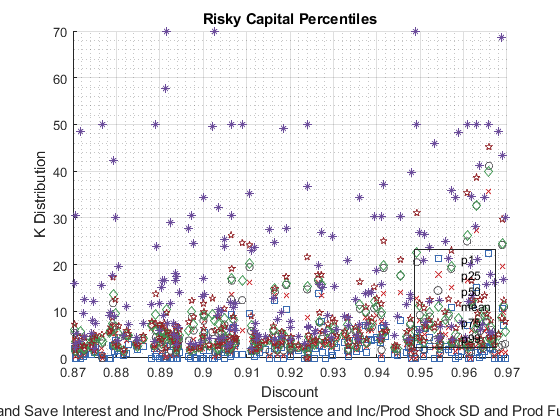 Risky Capital Percentiles
70
60
50
40
30
20
10
0
K Distribution
p1
p25
p50
mean
p75
p99
0.87 0.88 0.89 0.9 0.91 0.92 0.93 0.94 0.95 0.96 0.97
Discount
and Save Interest and Inc/Prod Shock Persistence and Inc/Prod Shock SD and Prod Fu